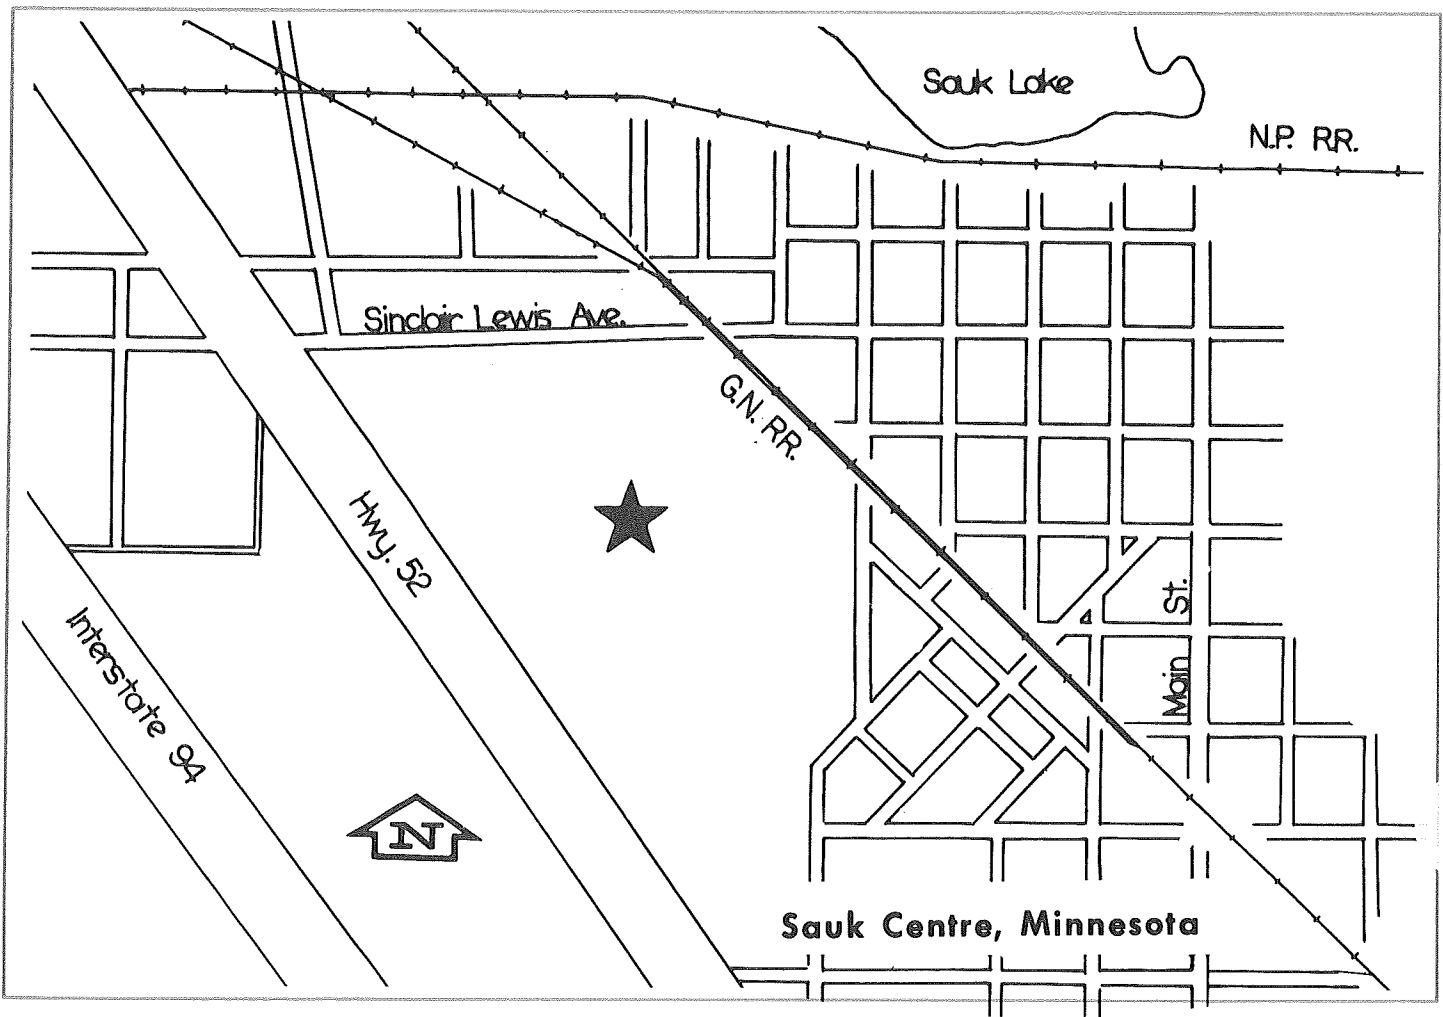 Sauk Lake
N.P. RR.
Sinclair Lewis Ave.
G.N. RR.
Hwy. 52
Interstate 94
Main St.
N
Sauk Centre, Minnesota